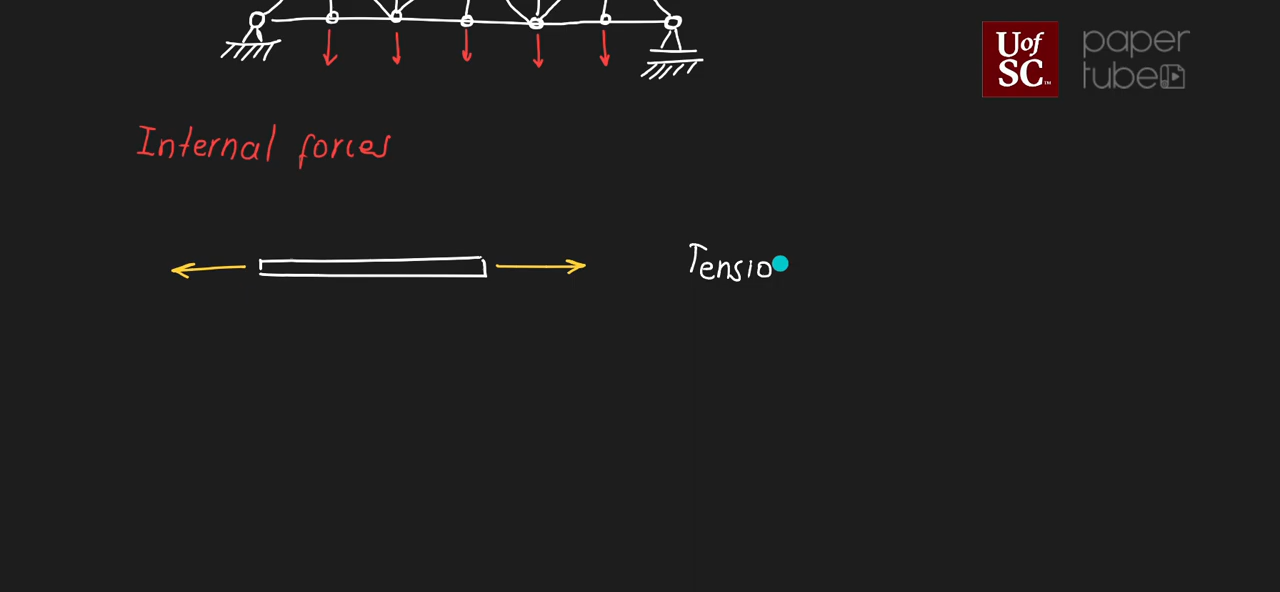 UofSC
paper
tube
Internal forces
Tensio